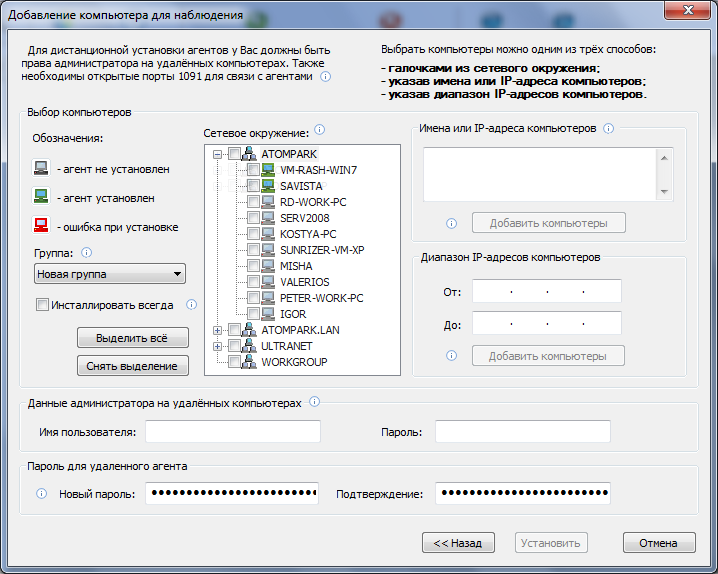 Добавление компьютера для наблюдения
Для дистанционной установки агентов у Вас должны быть
права администратора на удалённых компьютерах. Также
необходимы открытые порты 1091 для связи с агентами
Выбрать компьютеры можно одним из трёх способов:
- галочками из сетевого окружения;
- указав имена или IP-адреса компьютеров;
- указав диапазон IP-адресов компьютеров.
Выбор компьютеров
Обозначения:
- агент не установлен
- агент установлен
- ошибка при установке
Группа:
Новая группа
Инсталлировать всегда
Выделить всё
Снять выделение
Сетевое окружение:
ATOMPARK
VM-RASH-WIN7
SAVISTA
RD-WORK-PC
SERV2008
KOSTYA-PC
SUNRIZER-VM-XP
MISHA
VALERIOS
PETER-WORK-PC
IGOR
ATOMPARK.LAN
ULTRANET
WORKGROUP
Имена или IP-адреса компьютеров
Добавить компьютеры
Диапазон IP-адресов компьютеров
От: . . .
До: . . .
Добавить компьютеры
Данные администратора на удалённых компьютерах
Имя пользователя:
Пароль:
Пароль для удаленного агента
Новый пароль:
Подтверждение:
<< Назад
Установить
Отмена